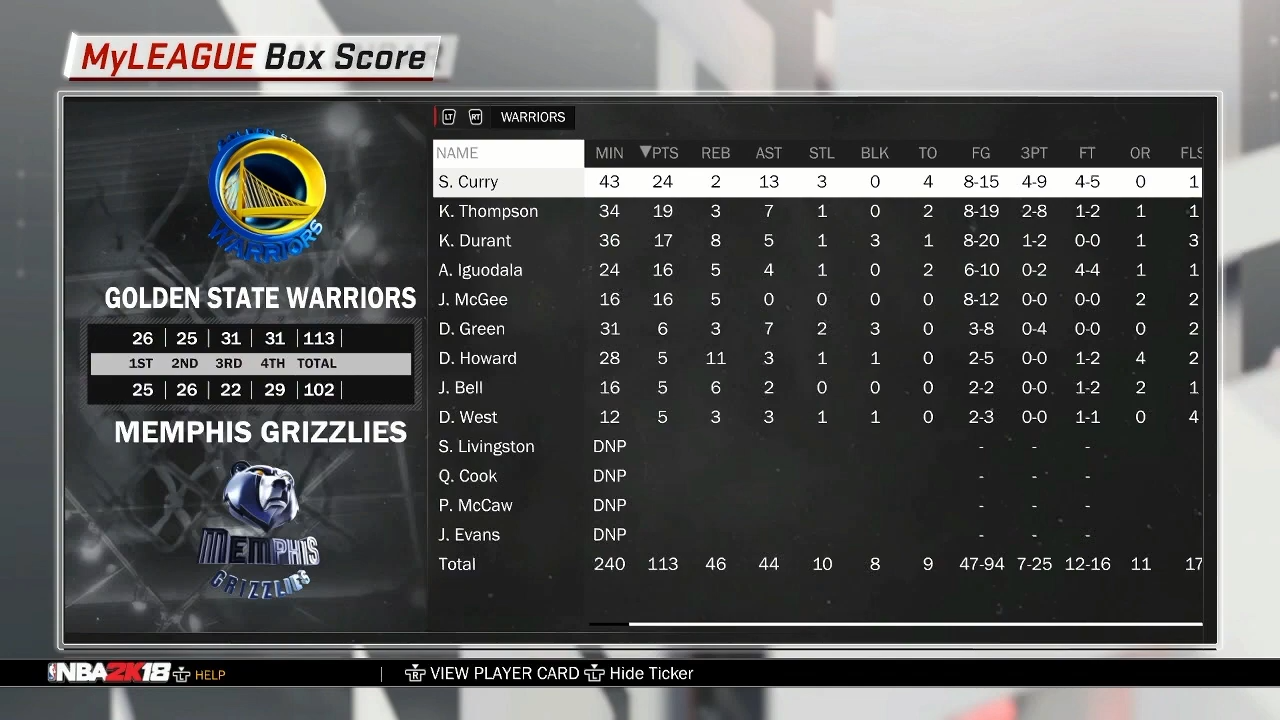 MyLEAGUE Box Score
LT RT WARRIORS
NAME MIN ▼PTS REB AST STL BLK TO FG 3PT FT OR FLS
S. Curry 43 24 2 13 3 0 4 8-15 4-9 4-5 0 1
K. Thompson 34 19 3 7 1 0 2 8-19 2-8 1-2 1 1
K. Durant 36 17 8 5 1 3 1 8-20 1-2 0-0 1 3
A. Iguodala 24 16 5 4 1 0 2 6-10 0-2 4-4 1 1
J. McGee 16 16 5 0 0 0 0 8-12 0-0 0-0 2 2
D. Green 31 6 3 7 2 3 0 3-8 0-4 0-0 0 2
D. Howard 28 5 11 3 1 1 0 2-5 0-0 1-2 4 2
J. Bell 16 5 6 2 0 0 0 2-2 0-0 1-2 2 1
D. West 12 5 3 3 1 1 0 2-3 0-0 1-1 0 4
S. Livingston DNP - - -
Q. Cook DNP - - -
P. McCaw DNP - - -
J. Evans DNP - - -
Total 240 113 46 44 10 8 9 47-94 7-25 12-16 11 17
WARRIORS
GOLDEN STATE WARRIORS
26 | 25 | 31 | 31 | 113 |
1ST 2ND 3RD 4TH TOTAL
25 | 26 | 22 | 29 | 102 |
MEMPHIS GRIZZLIES
MEMPHIS
GRIZZLIES
NBA2K18 L HELP | R VIEW PLAYER CARD L Hide Ticker